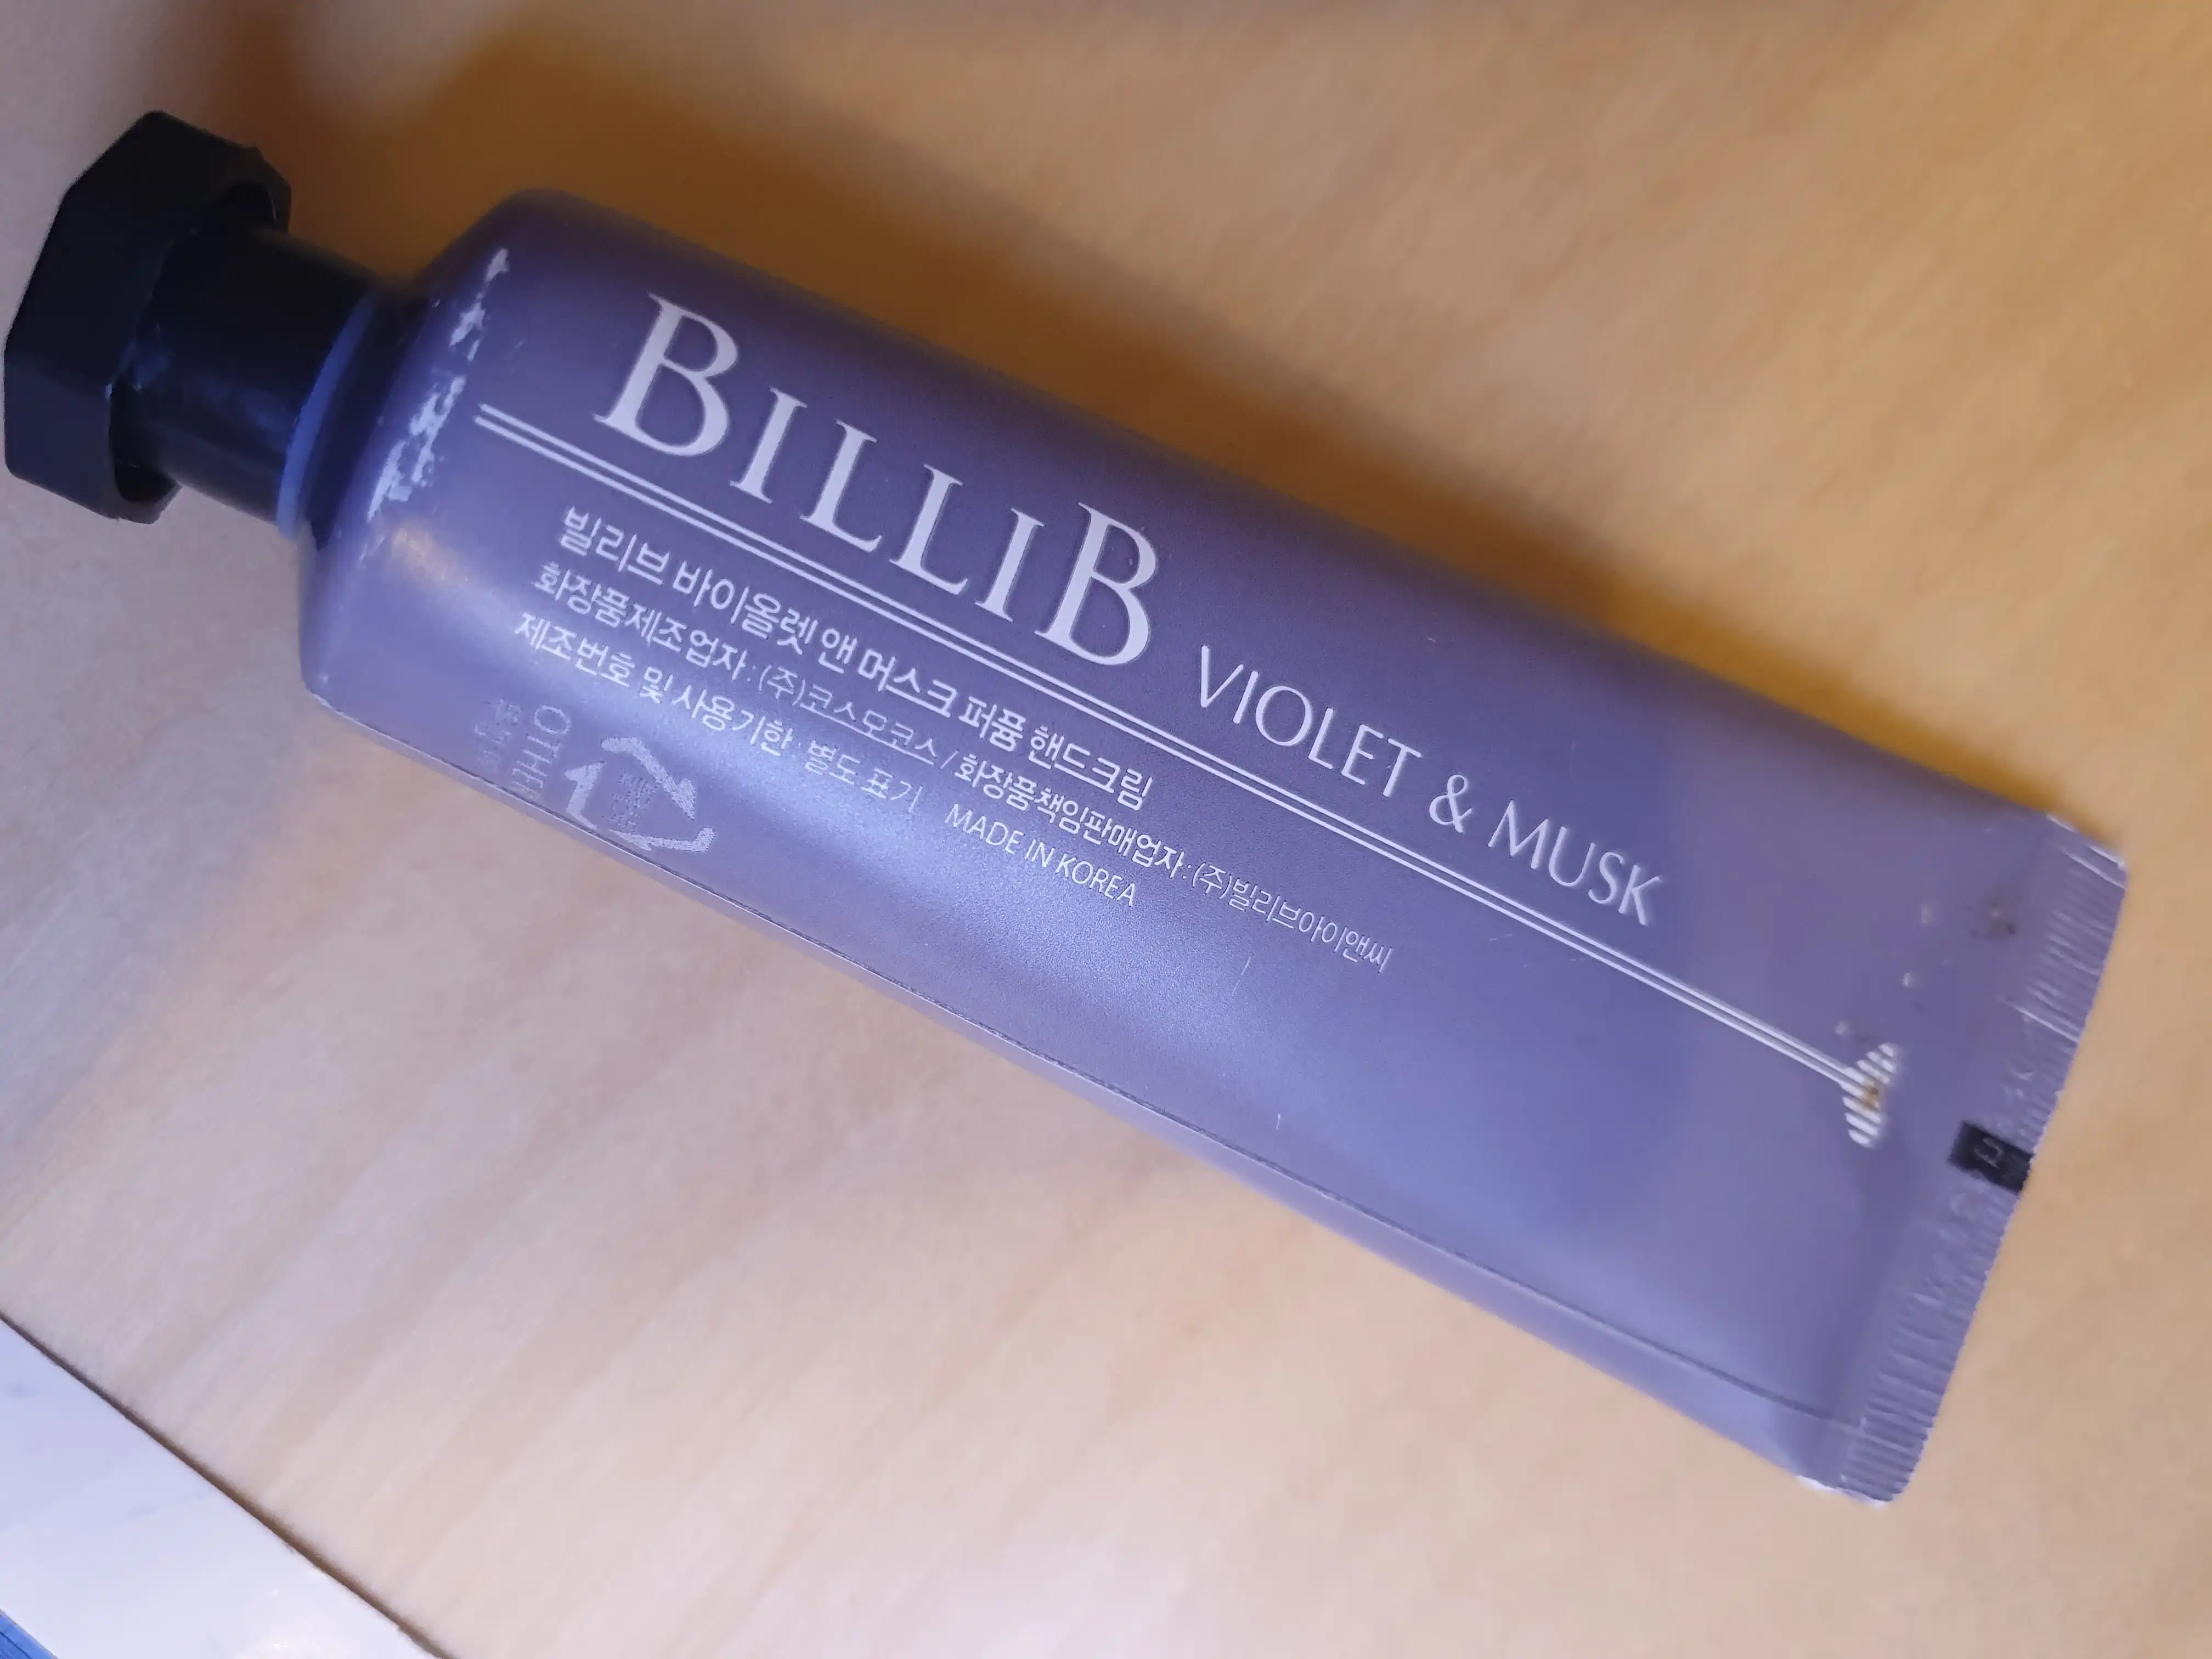 BILLIB VIOLET & MUSK
빌리브 바이올렛 앤 머스크 퍼퓸 핸드크림
화장품제조업자 : (주)코스모코스 / 화장품책임판매업자 : (주)빌리브아이앤씨
제조번호 및 사용기한 : 별도 표기 MADE IN KOREA
OTHER